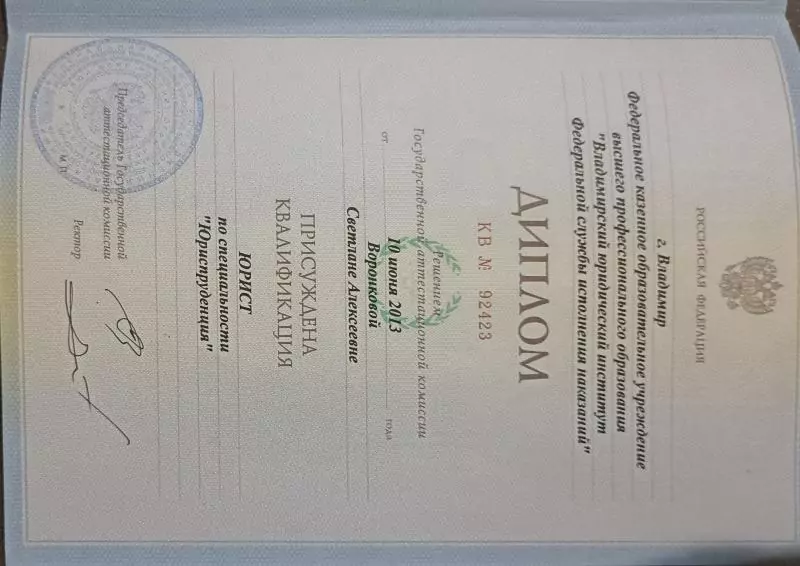 РОССИЙСКАЯ ФЕДЕРАЦИЯ
г. Владимир
Федеральное казенное образовательное учреждение
высшего профессионального образования
"Владимирский юридический институт
Федеральной службы исполнения наказаний"
ДИПЛОМ
КВ № 92423
Решением
Государственной аттестационной комиссии
от 10 июня 2013 года
Воронковой
Светлане Алексеевне
ПРИСУЖДЕНА
КВАЛИФИКАЦИЯ
ЮРИСТ
по специальности
"Юриспруденция"
Председатель Государственной
аттестационной комиссии
Ректор
М.П.